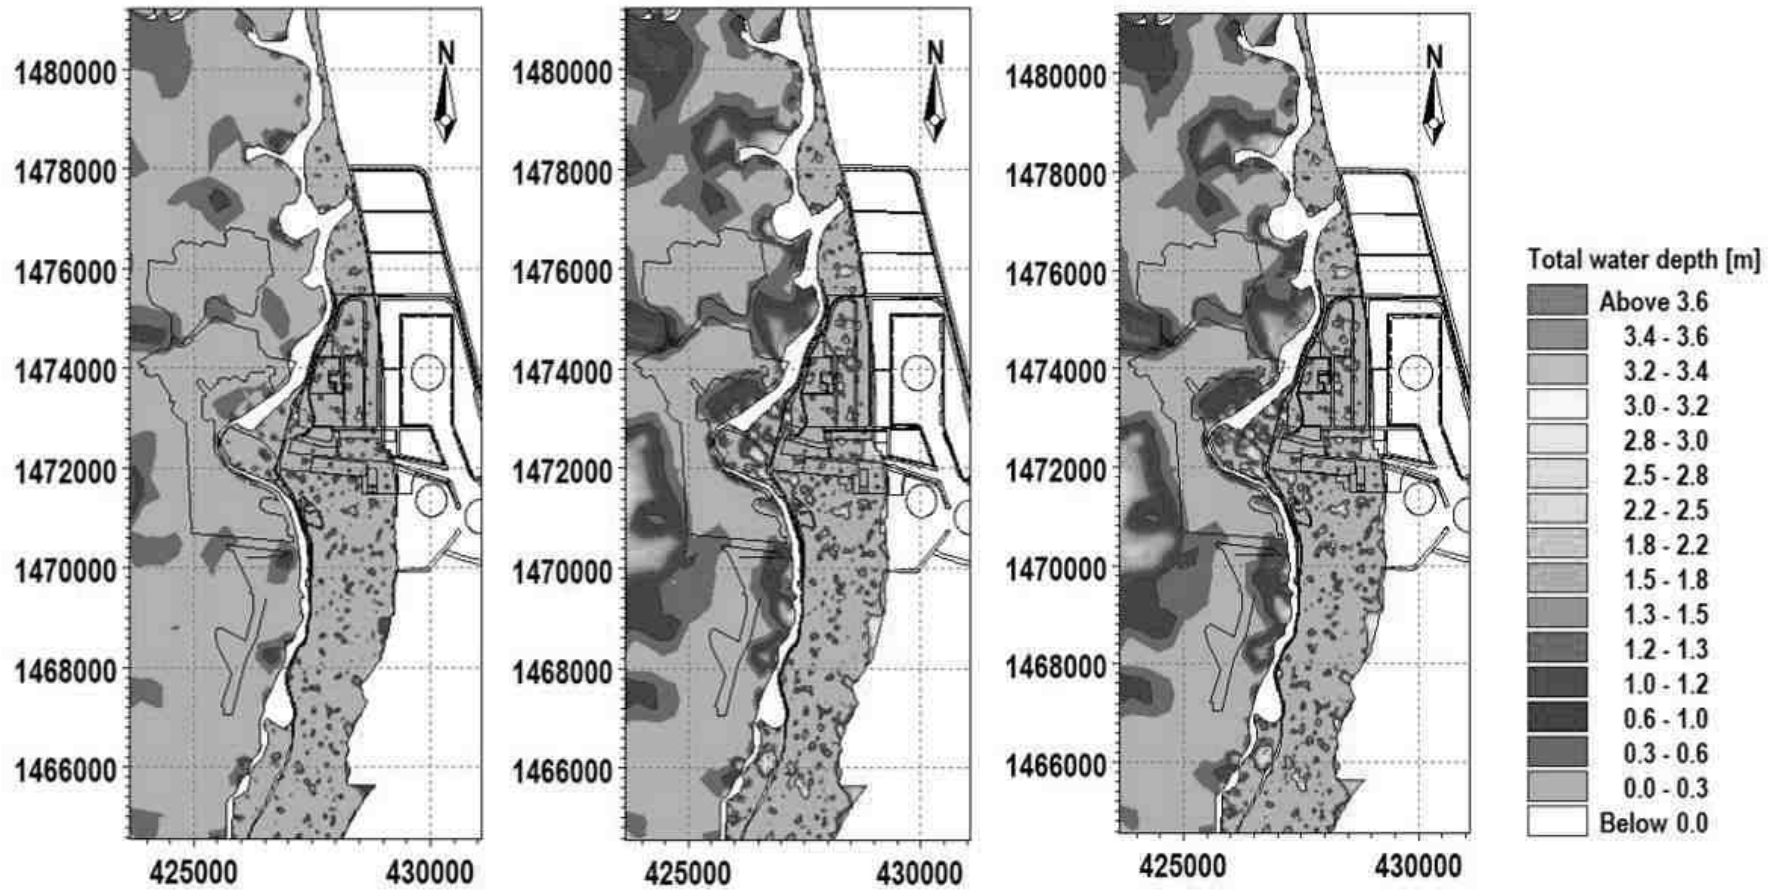 N
N
N
1480000
1478000
1476000
1474000
1472000
1470000
1468000
1466000
425000
430000
1480000
1478000
1476000
1474000
1472000
1470000
1468000
1466000
425000
430000
1480000
1478000
1476000
1474000
1472000
1470000
1468000
1466000
425000
430000
Total water depth [m]
Above 3.6
3.4 - 3.6
3.2 - 3.4
3.0 - 3.2
2.8 - 3.0
2.5 - 2.8
2.2 - 2.5
1.8 - 2.2
1.5 - 1.8
1.3 - 1.5
1.2 - 1.3
1.0 - 1.2
0.6 - 1.0
0.3 - 0.6
0.0 - 0.3
Below 0.0